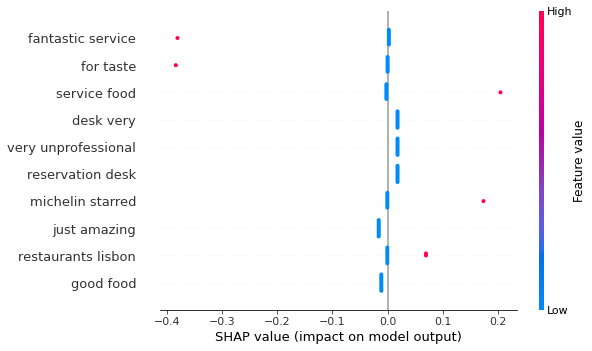 High
fantastic service
for taste
service food
desk very
very unprofessional
reservation desk
michelin starred
just amazing
restaurants lisbon
good food
Feature value
Low
−0.4 −0.3 −0.2 −0.1 0.0 0.1 0.2
SHAP value (impact on model output)